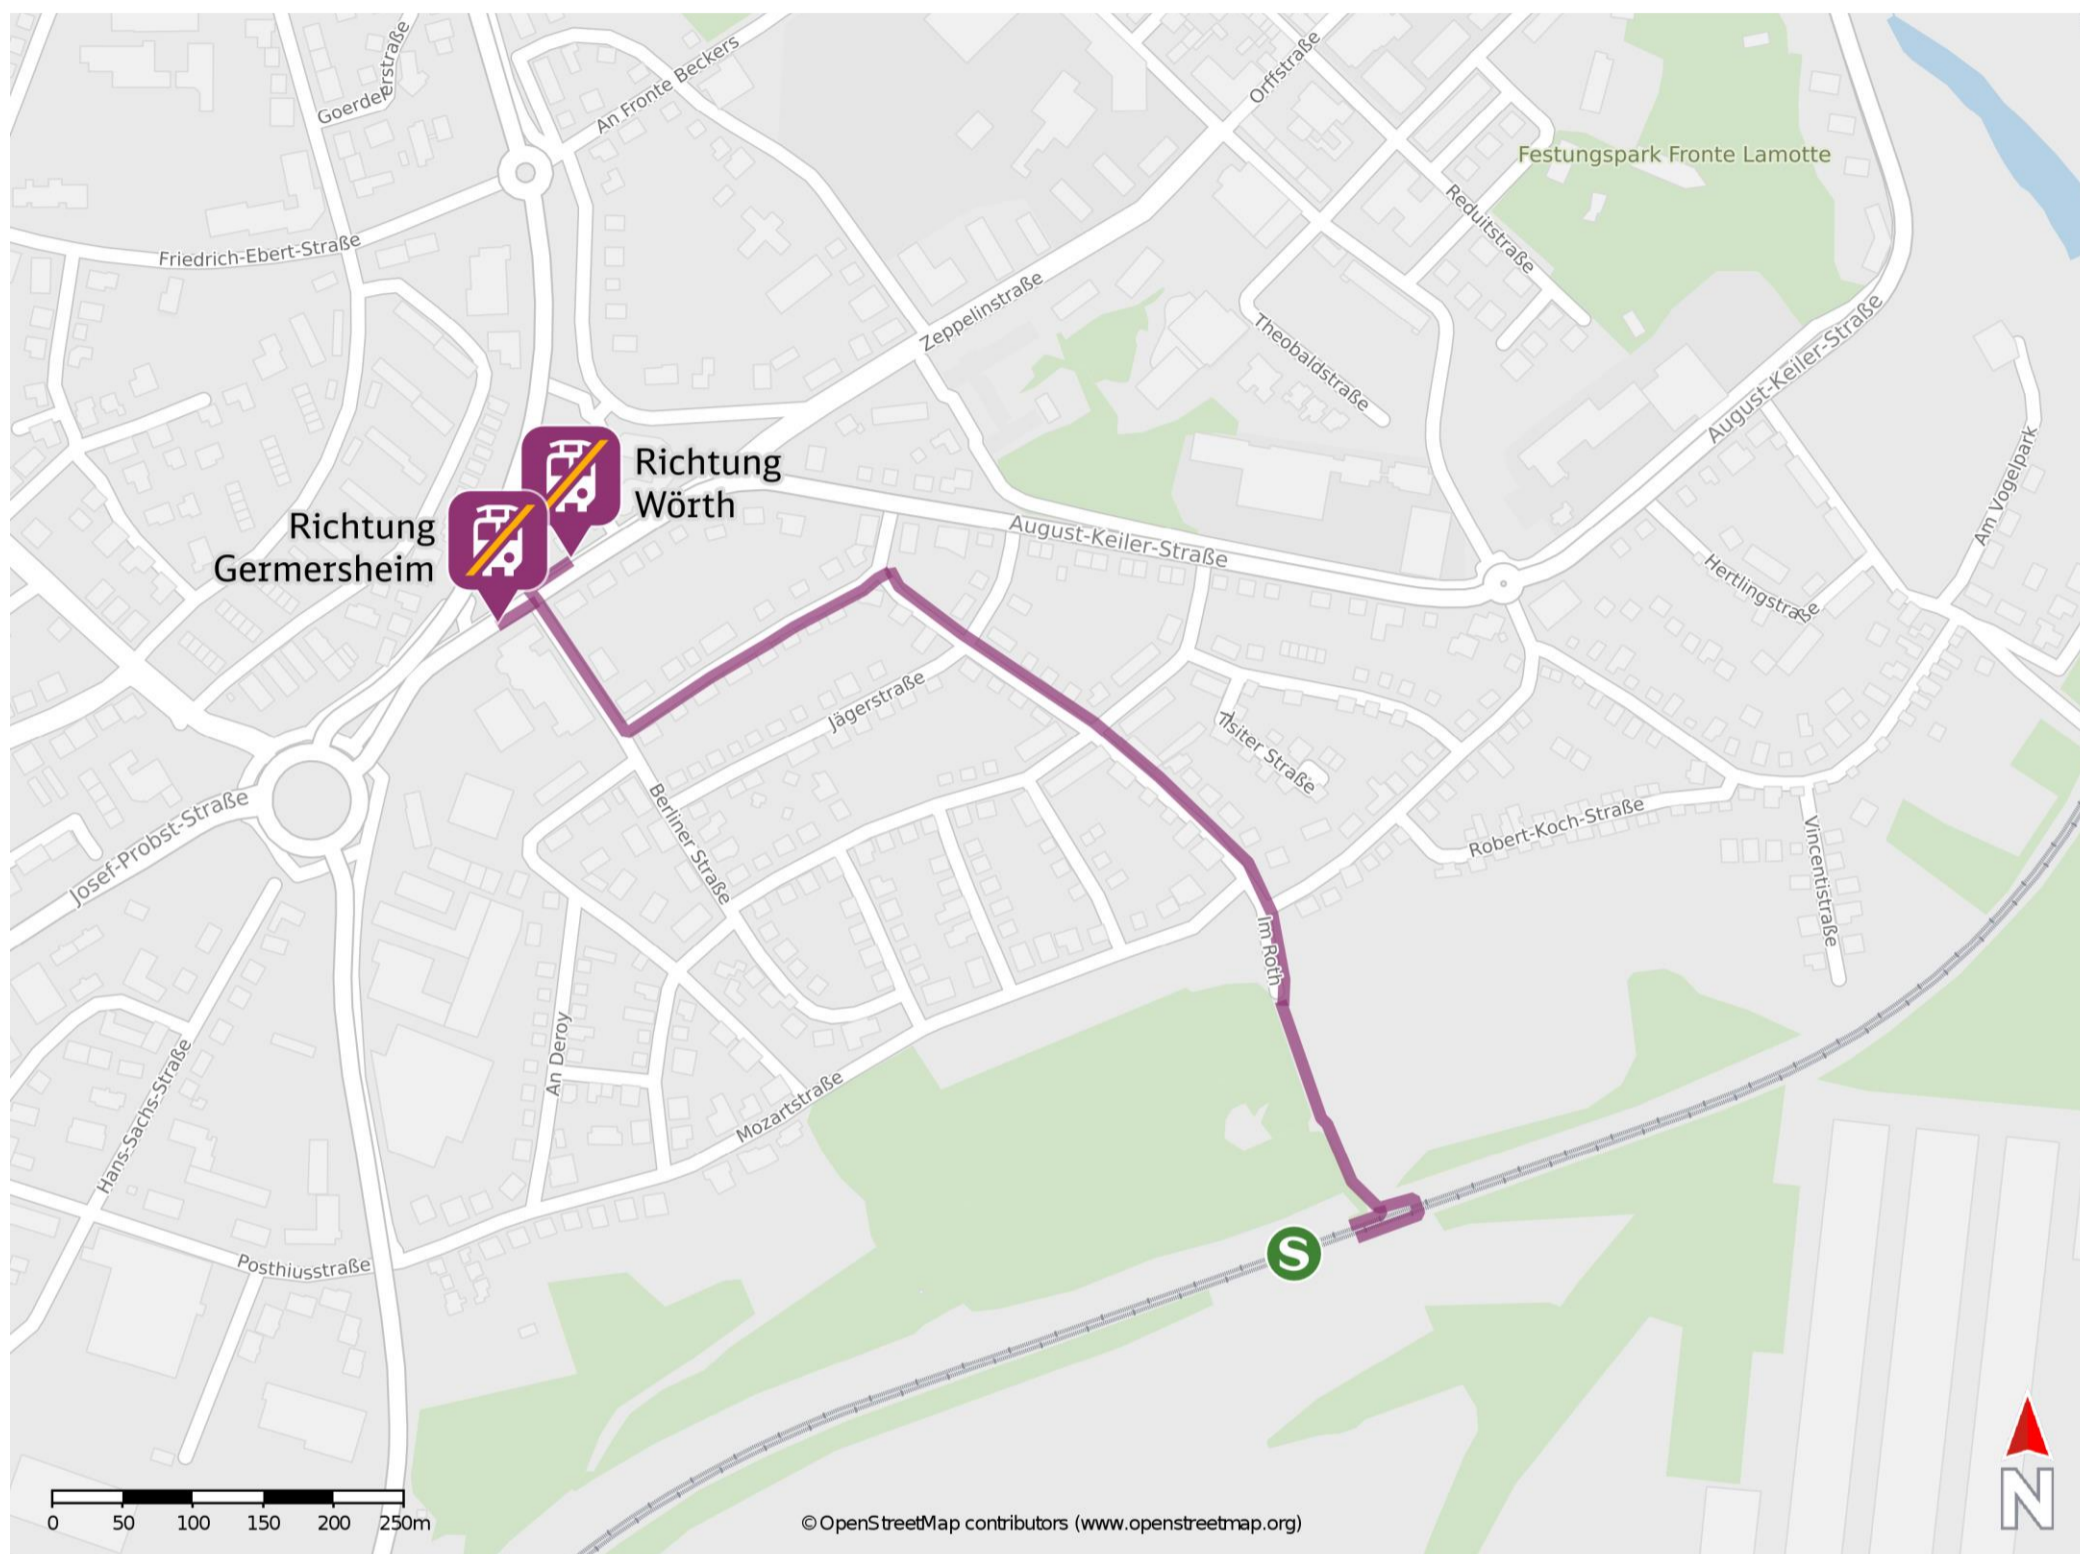 Goerdelerstraße
An Fronte Beckers
Orffstraße
Festungspark Fronte Lamotte
Reduitstraße
Friedrich-Ebert-Straße
Zeppelinstraße
Theobaldstraße
August-Keiler-Straße
Am Vogelpark
Richtung
Wörth
Richtung
Germersheim
August-Keiler-Straße
Hertlingstraße
Jägerstraße
Tilsiter Straße
Berliner Straße
Robert-Koch-Straße
Josef-Probst-Straße
Vincentistraße
Im Roth
An Deroy
Hans-Sachs-Straße
Mozartstraße
Posthiusstraße
S
0 50 100 150 200 250m
© OpenStreetMap contributors (www.openstreetmap.org)
N